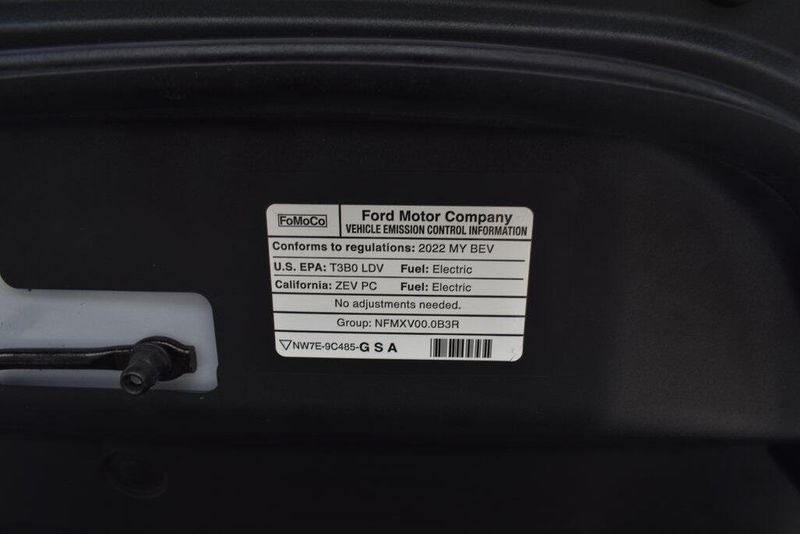 FoMoCo
Ford Motor Company
VEHICLE EMISSION CONTROL INFORMATION
Conforms to regulations: 2022 MY BEV
U.S. EPA: T3B0 LDV Fuel: Electric
California: ZEV PC Fuel: Electric
No adjustments needed.
Group: NFMXV00.0B3R
NW7E-9C485-G S A